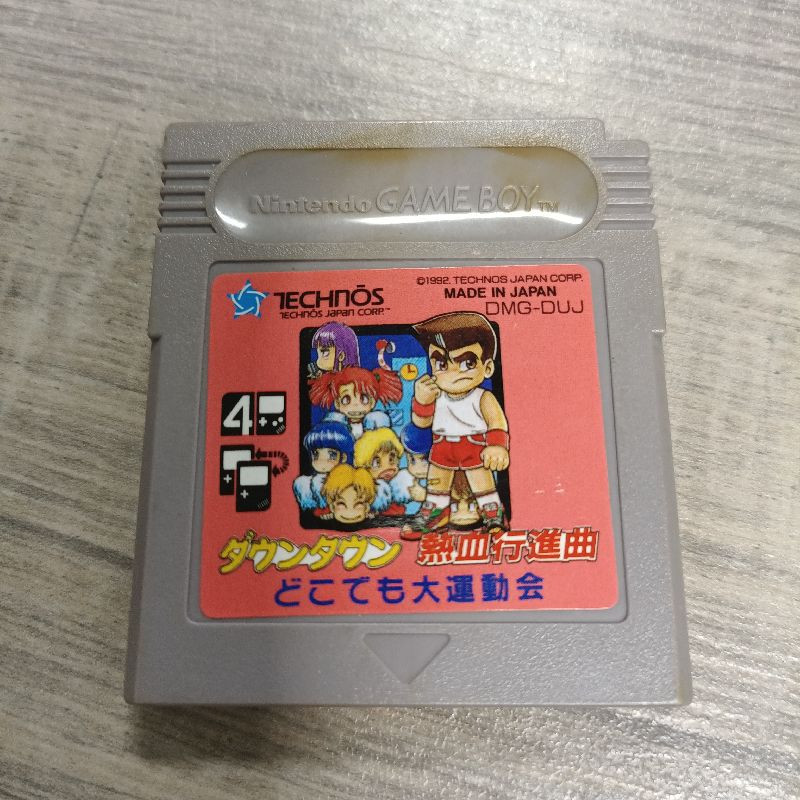 Nintendo GAME BOY™
TECHNŌS
TECHNŌS JAPAN CORP.™
©1992. TECHNOS JAPAN CORP.
MADE IN JAPAN
DMG-DUJ
4
ダウンタウン 熱血行進曲
どこでも大運動会